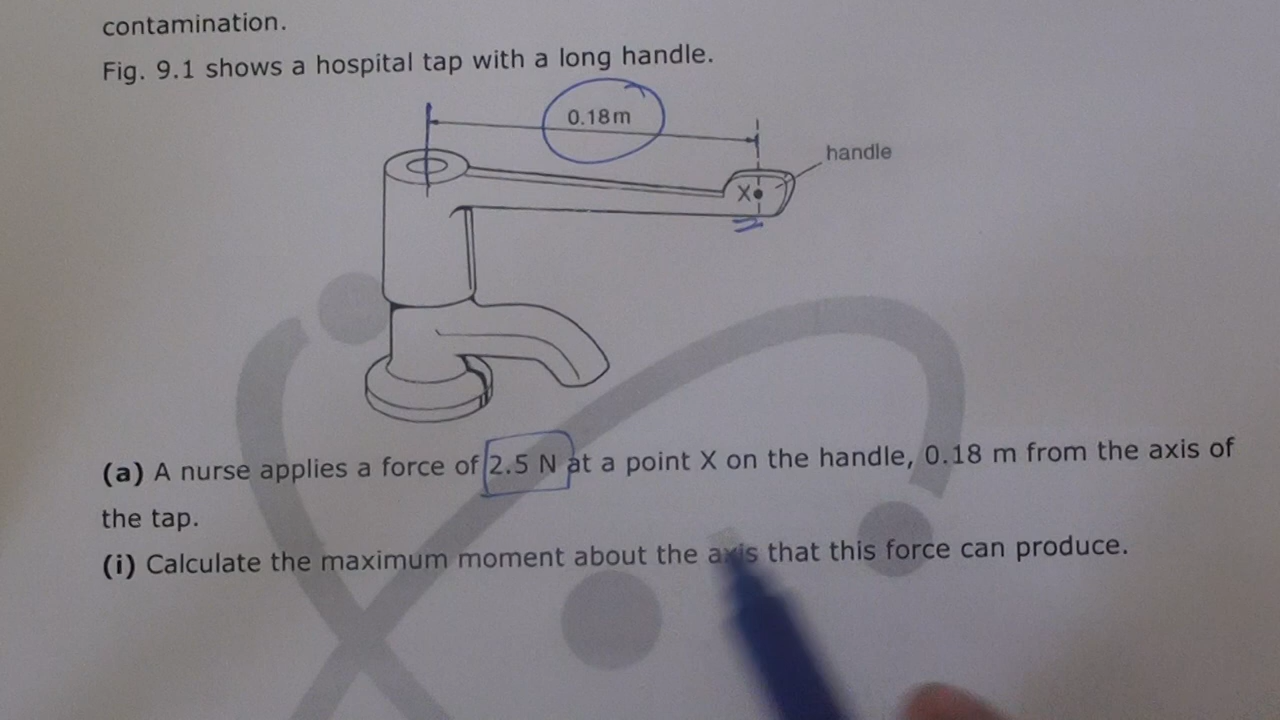 contamination.
Fig. 9.1 shows a hospital tap with a long handle.
0.18 m
handle
X
(a) A nurse applies a force of 2.5 N at a point X on the handle, 0.18 m from the axis of
the tap.
(i) Calculate the maximum moment about the axis that this force can produce.